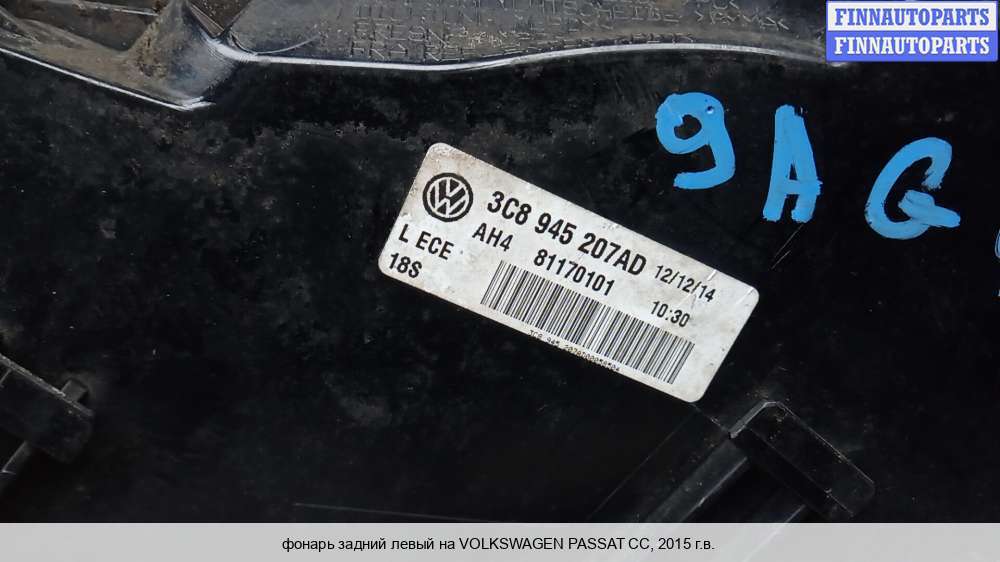 FINNAUTOPARTS
FINNAUTOPARTS
9AG
3C8 945 207AD 12/12/14
L ECE AH4 81170101 10:30
18S
фонарь задний левый на VOLKSWAGEN PASSAT CC, 2015 г.в.